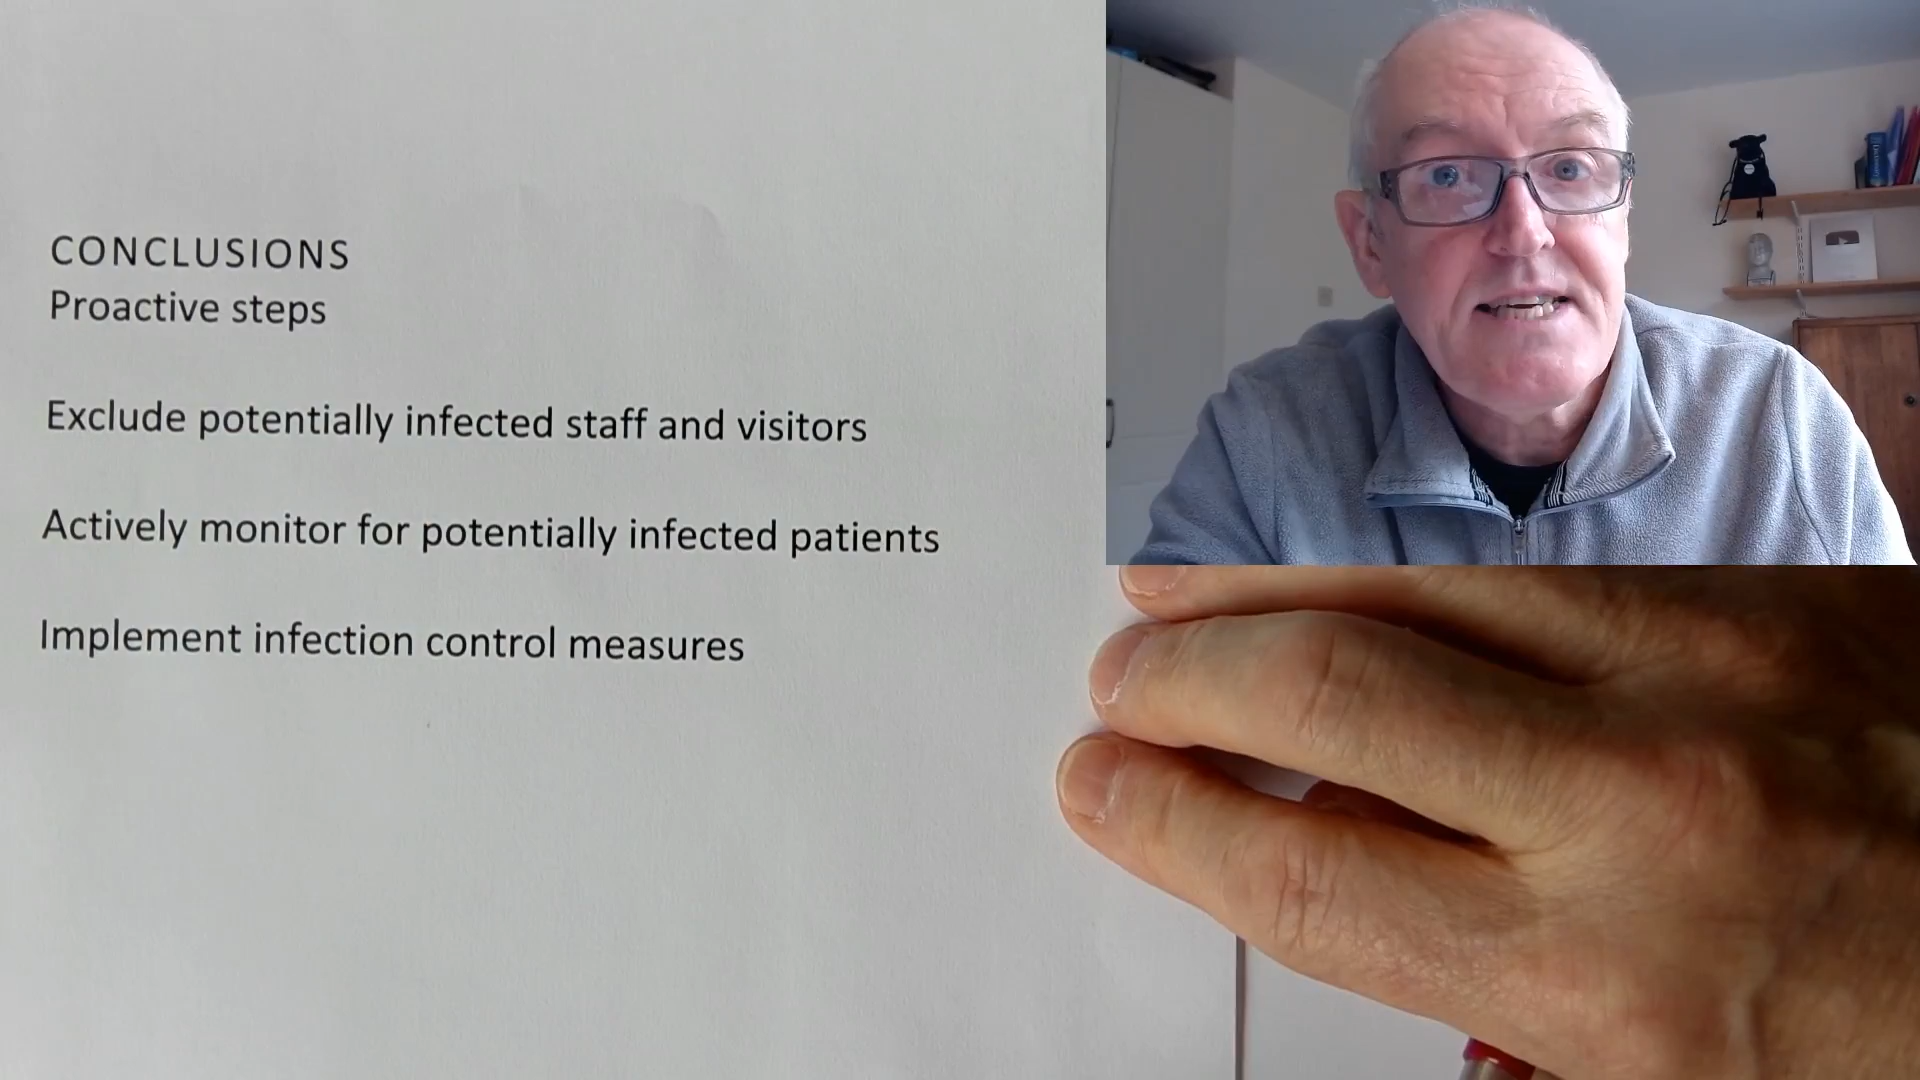 CONCLUSIONS
Proactive steps
Exclude potentially infected staff and visitors
Actively monitor for potentially infected patients
Implement infection control measures